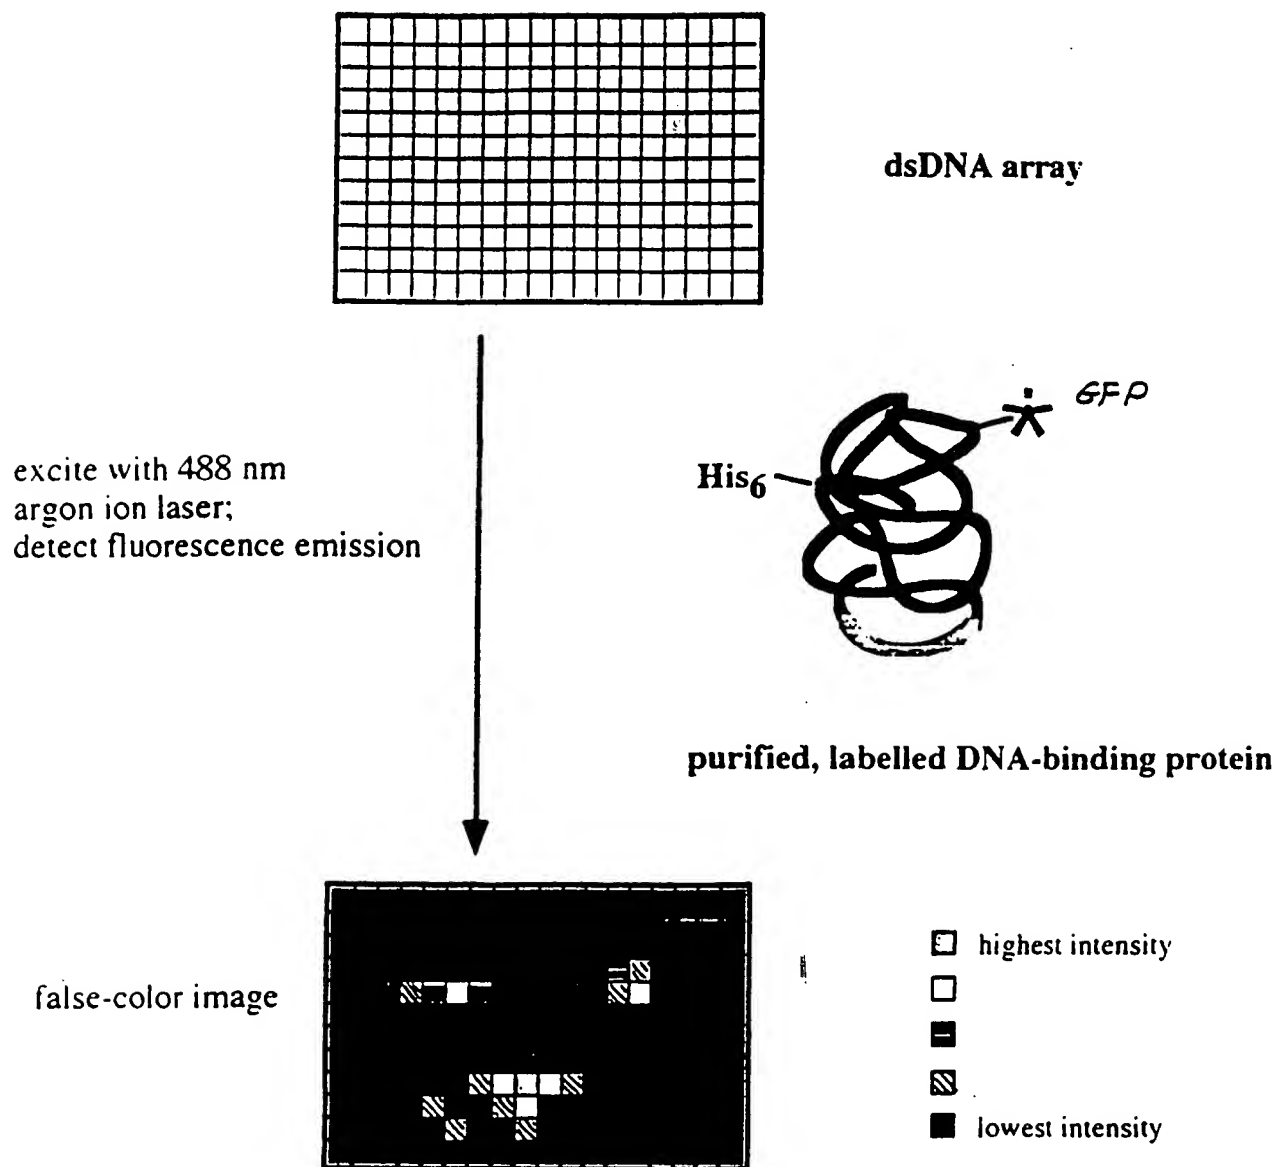 dsDNA array
GFP
His6
excite with 488 nm
argon ion laser;
detect fluorescence emission
purified, labelled DNA-binding protein
false-color image
highest intensity
lowest intensity